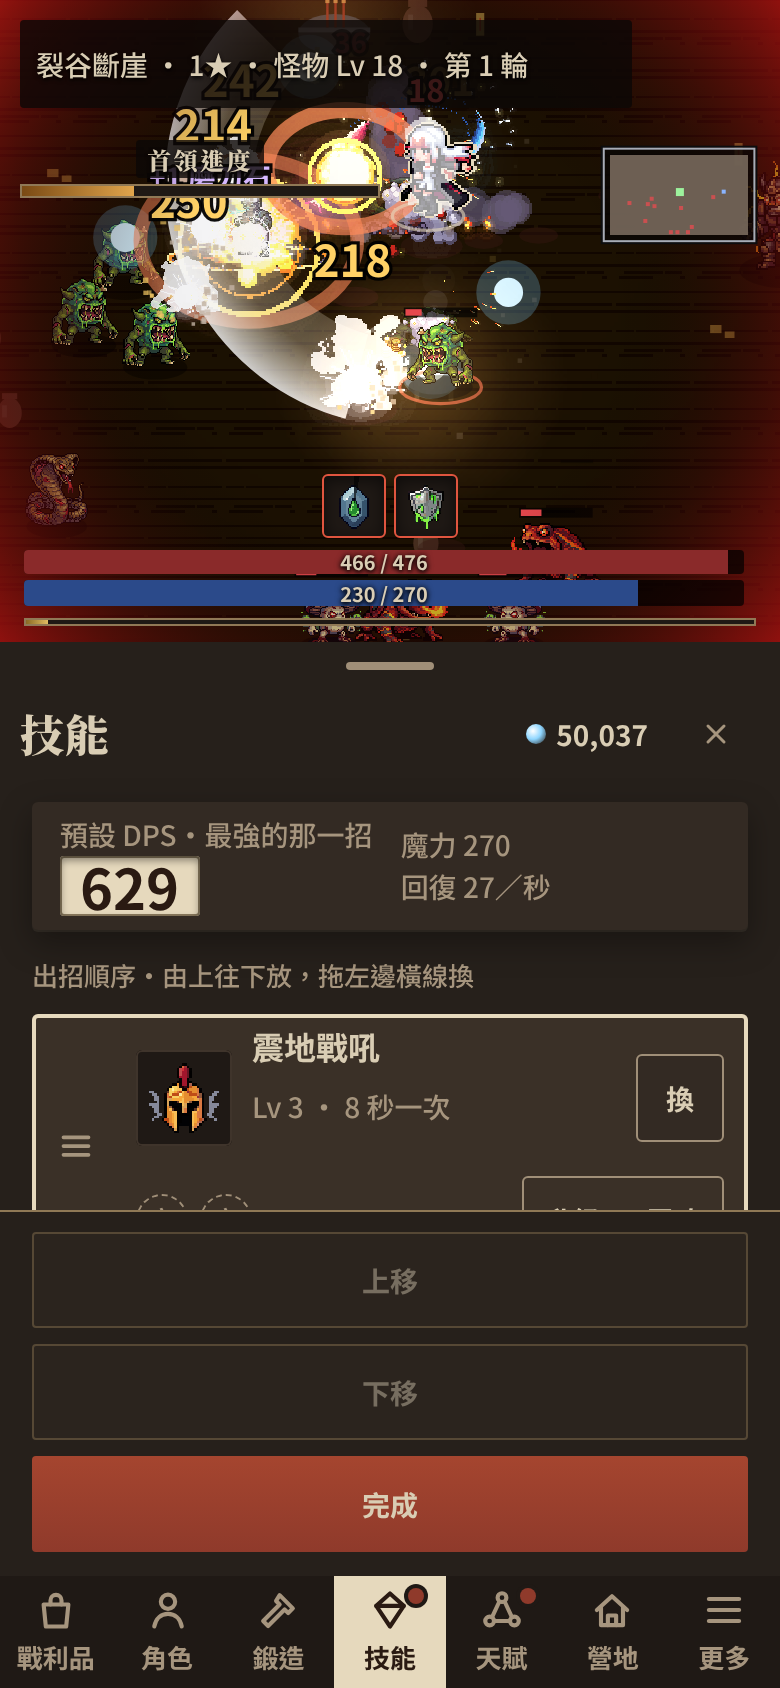 裂谷斷崖 · 1★ · 怪物 Lv 18 · 第 1 輪
36
242
18
214
首領進度
250
218
466 / 476
230 / 270
技能
50,037
預設 DPS·最強的那一招
629
魔力 270
回復 27／秒
出招順序·由上往下放，拖左邊橫線換
震地戰吼
Lv 3 · 8 秒一次
換
上移
下移
完成
戰利品
角色
鍛造
技能
天賦
營地
更多